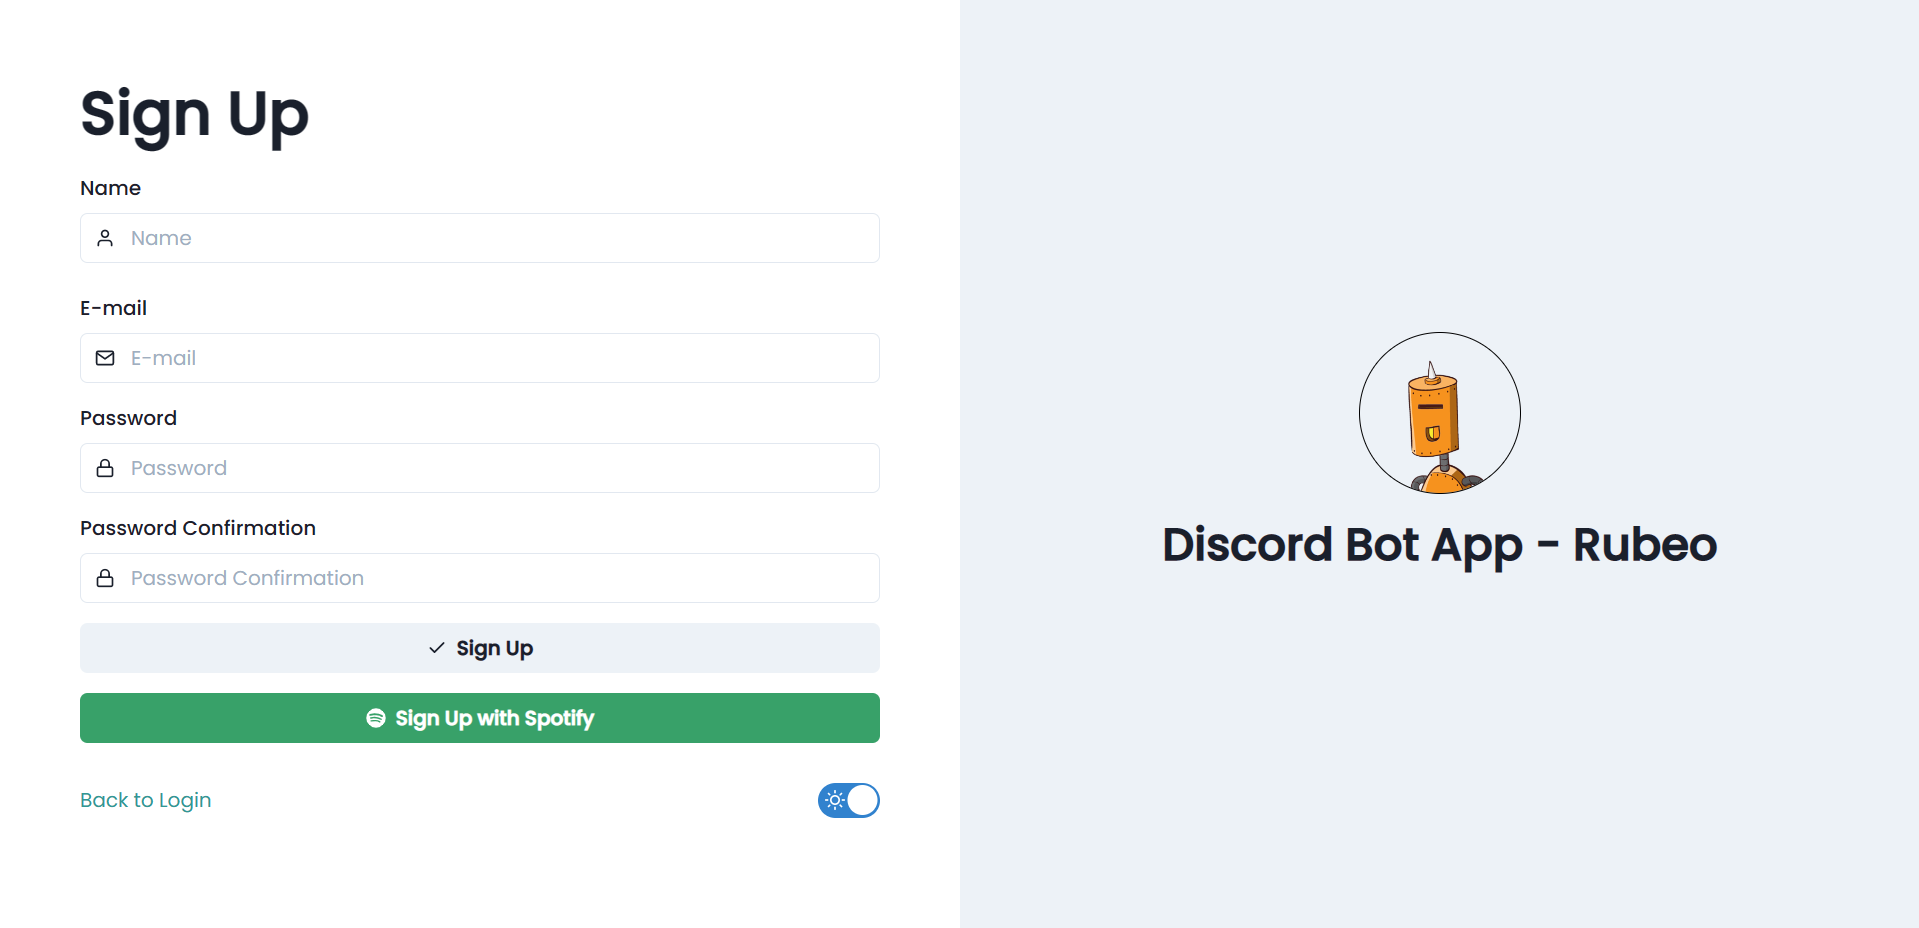 Sign Up
Name
Name
E-mail
E-mail
Password
Password
Password Confirmation
Password Confirmation
Sign Up
Sign Up with Spotify
Back to Login
Discord Bot App - Rubeo